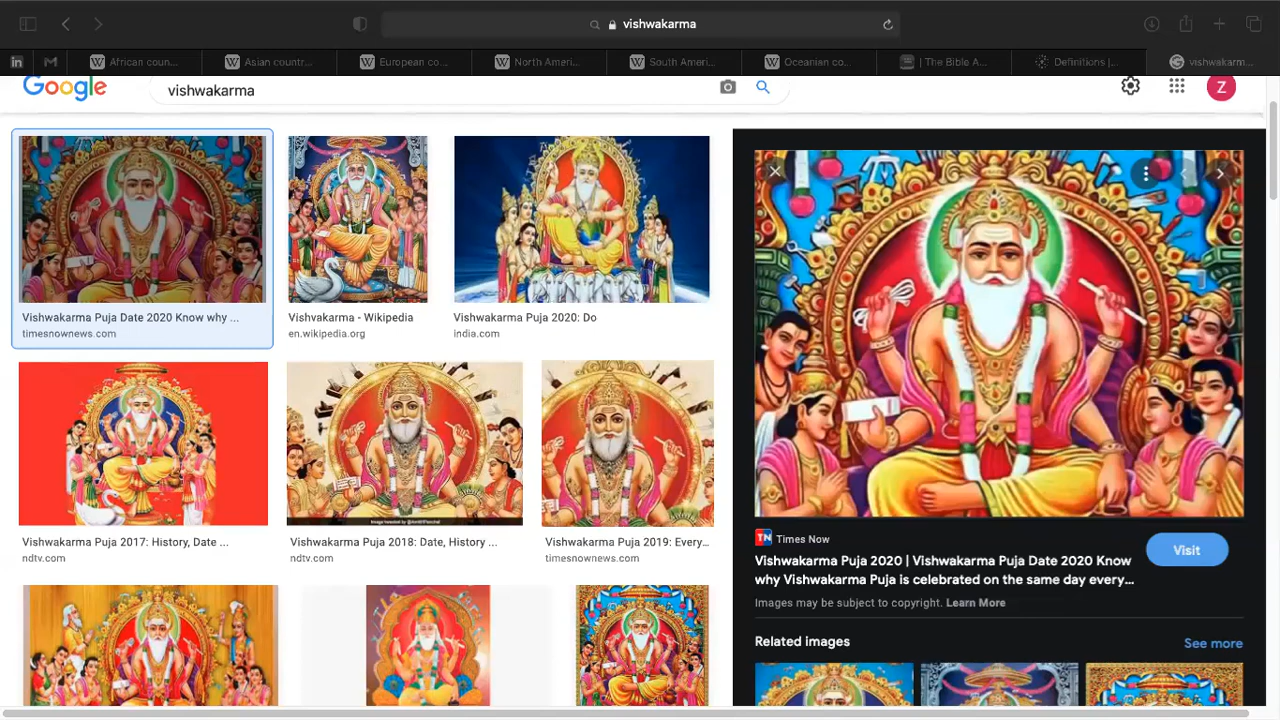 vishwakarma
African coun...
Asian countr...
European co...
North Ameri...
South Ameri...
Oceanian co...
| The Bible A...
Definitions |...
vishwakarm...
Google
vishwakarma
Z
Vishwakarma Puja Date 2020 Know why ...
timesnownews.com
Vishvakarma - Wikipedia
en.wikipedia.org
Vishvakarma Puja 2020: Do
india.com
Vishwakarma Puja 2017: History, Date ...
ndtv.com
Vishwakarma Puja 2018: Date, History ...
ndtv.com
Vishwakarma Puja 2019: Every...
timesnownews.com
TN Times Now
Vishwakarma Puja 2020 | Vishwakarma Puja Date 2020 Know
why Vishwakarma Puja is celebrated on the same day every...
Visit
Images may be subject to copyright. Learn More
Related images
See more